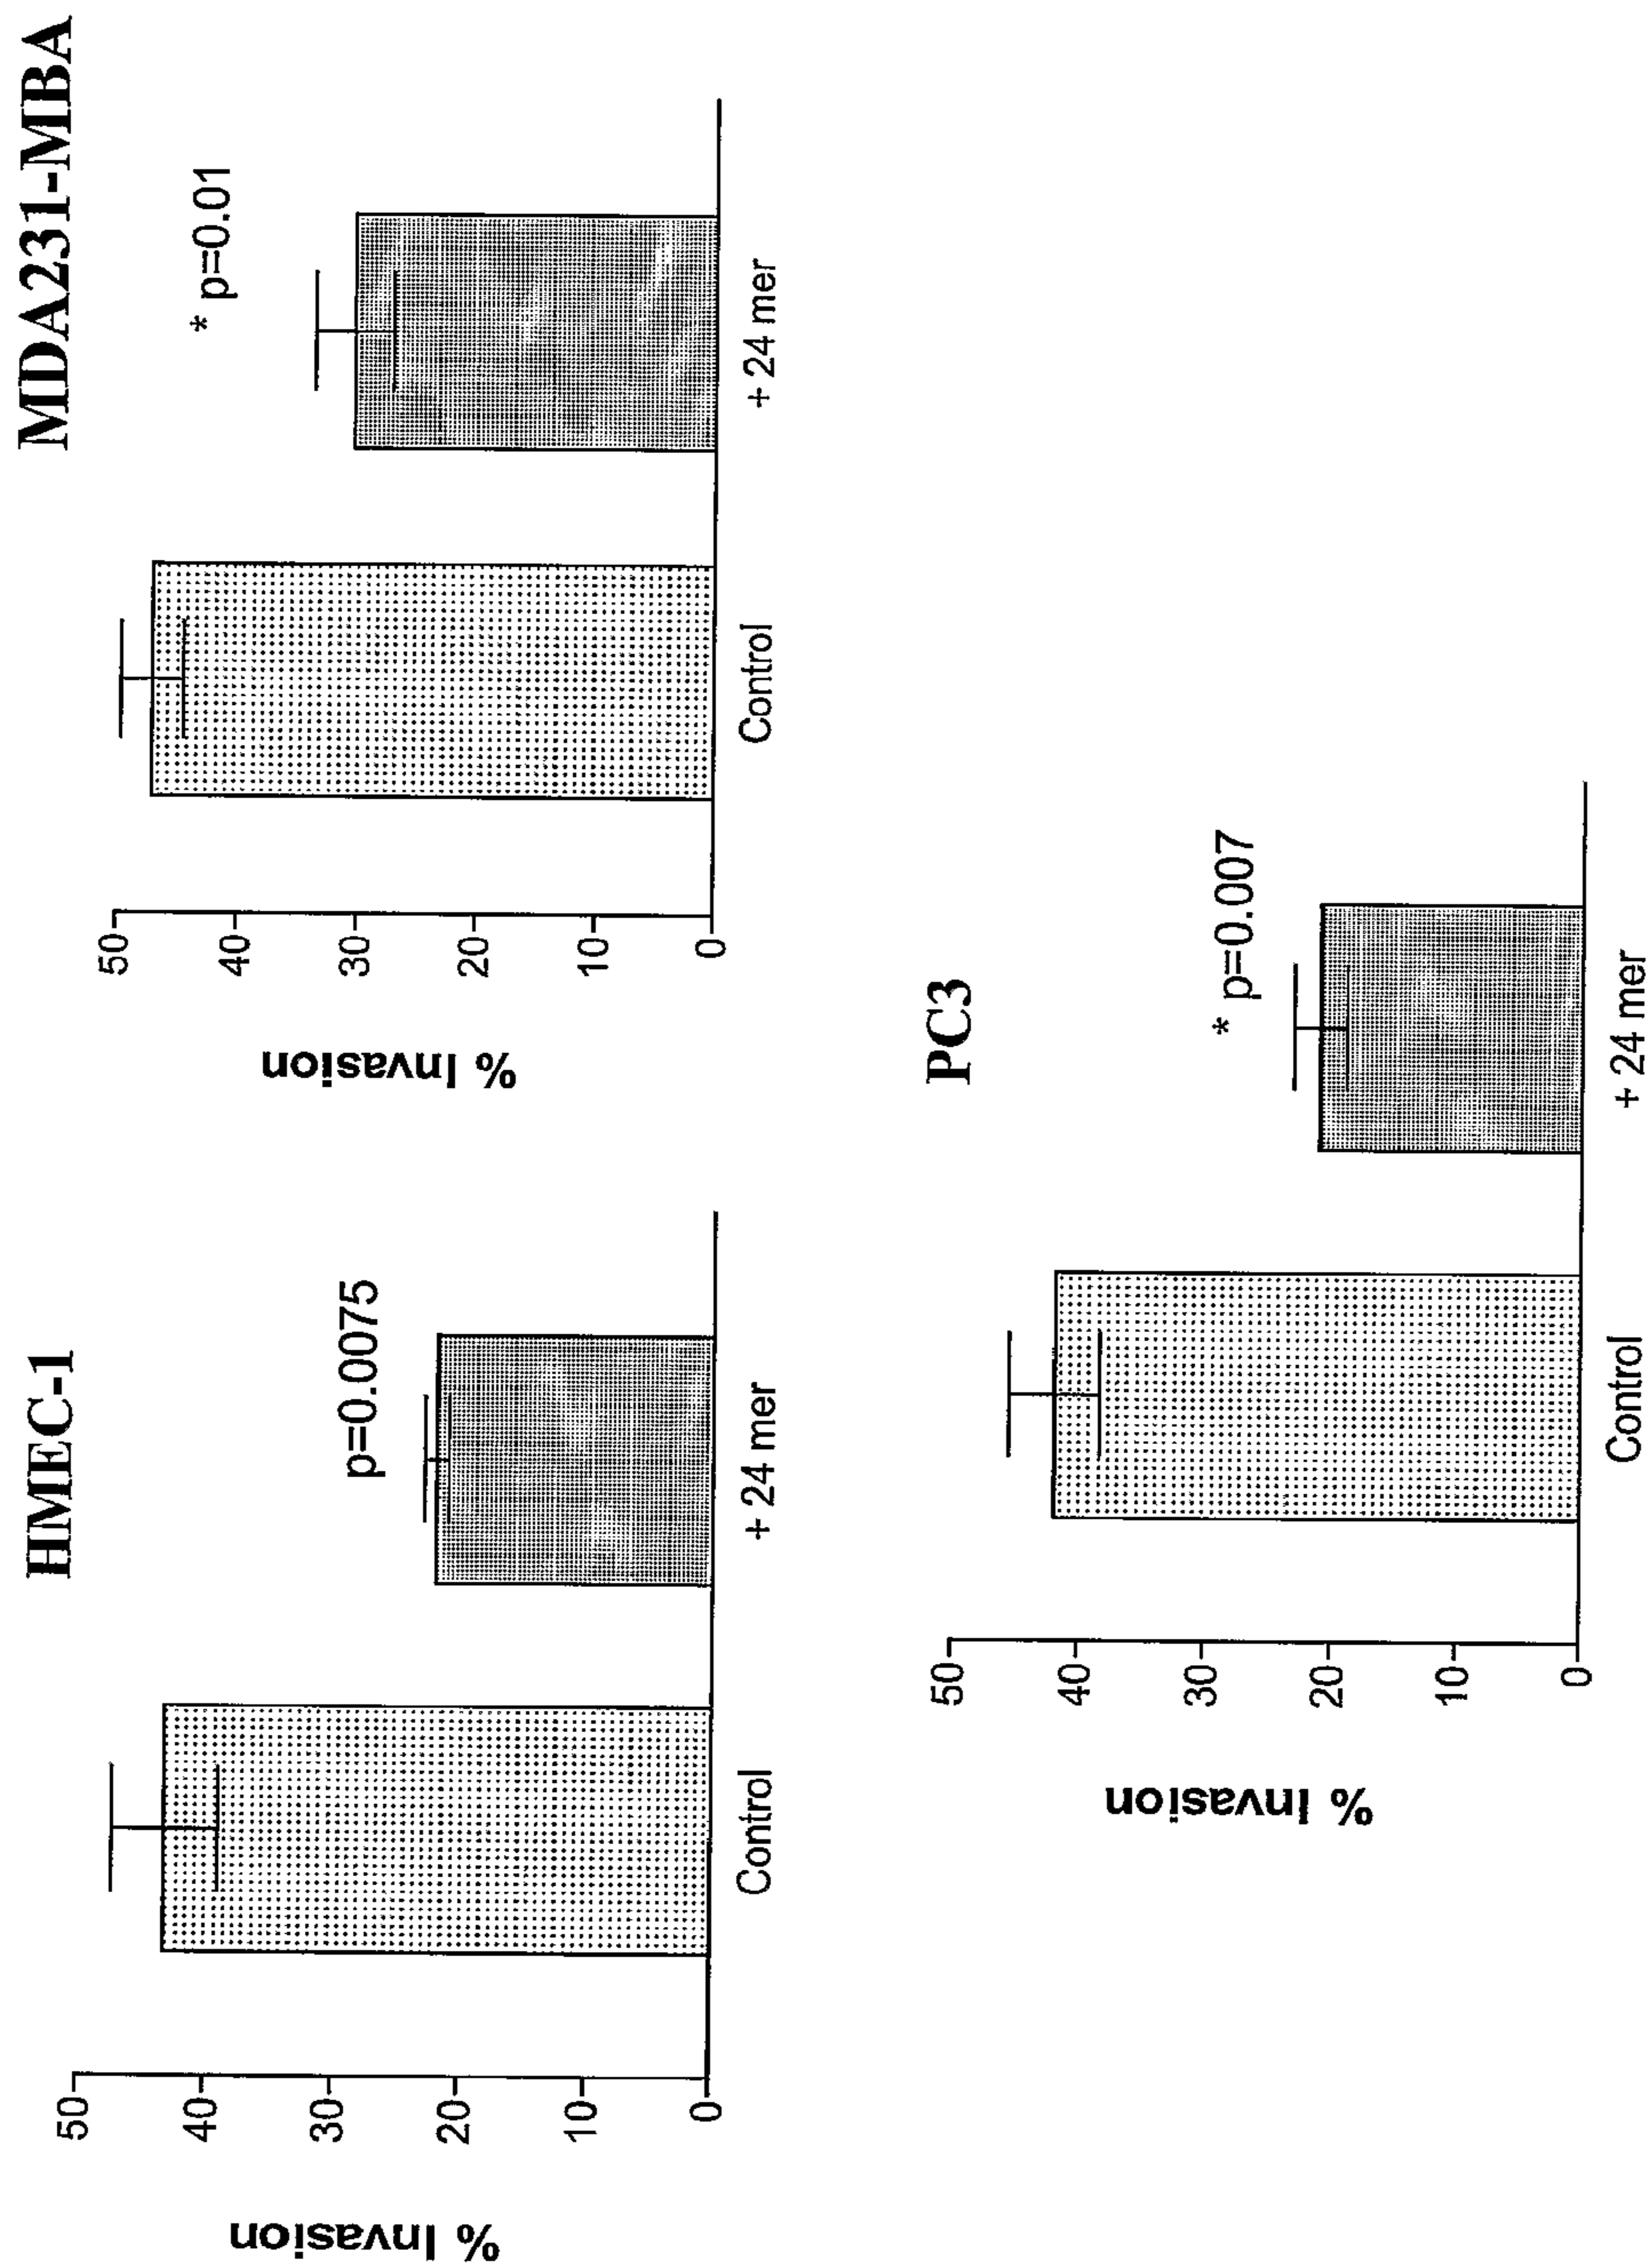 HMEC-1
% Invasion
50
40
30
20
10
0
p=0.0075
Control
+ 24 mer
MDA231-MBA
% Invasion
50
40
30
20
10
0
* p=0.01
Control
+ 24 mer
PC3
% Invasion
50
40
30
20
10
0
* p=0.007
Control
+ 24 mer